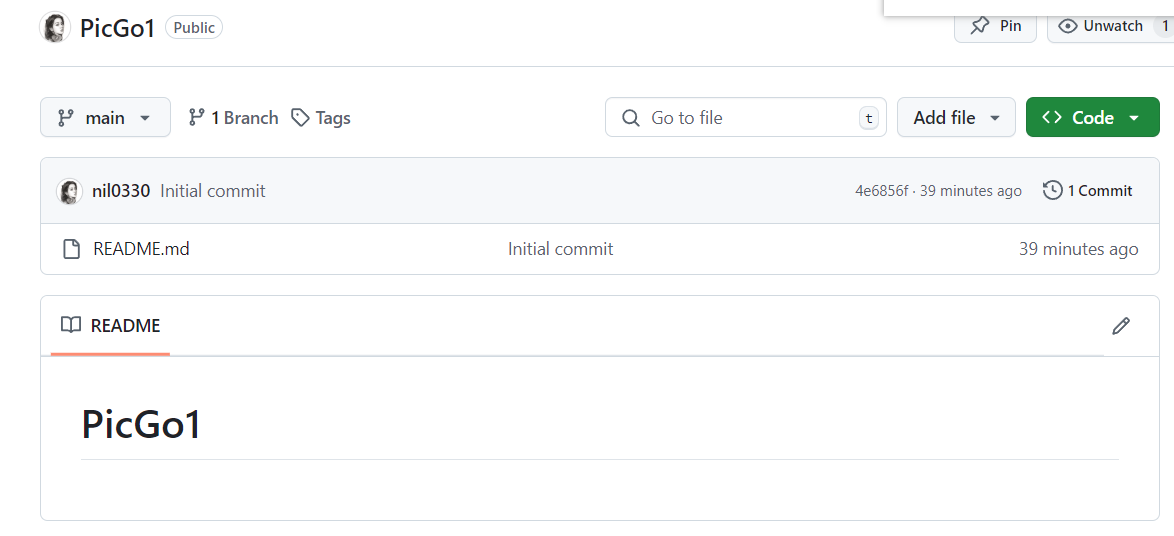 PicGo1 Public Pin Unwatch 1
main 1 Branch Tags Go to file t Add file Code
nil0330 Initial commit 4e6856f · 39 minutes ago 1 Commit
README.md Initial commit 39 minutes ago
README
PicGo1